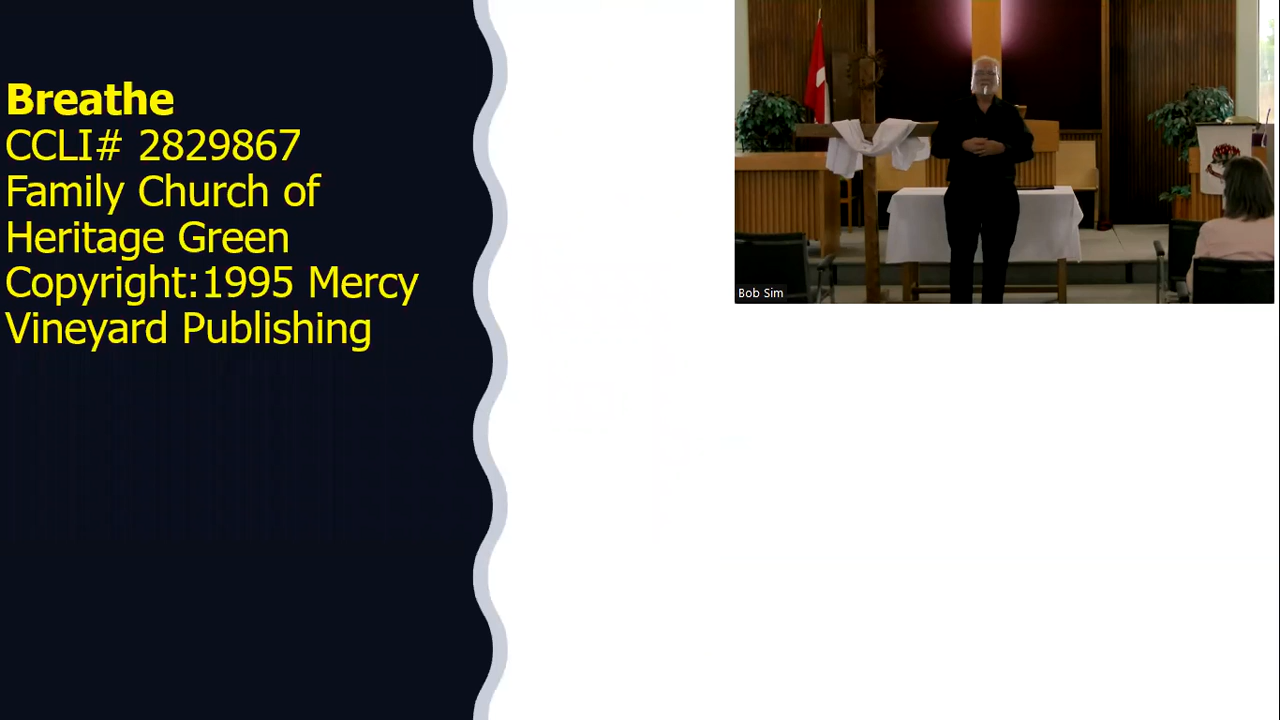 Breathe
CCLI# 2829867
Family Church of
Heritage Green
Copyright:1995 Mercy
Vineyard Publishing
Bob Sim